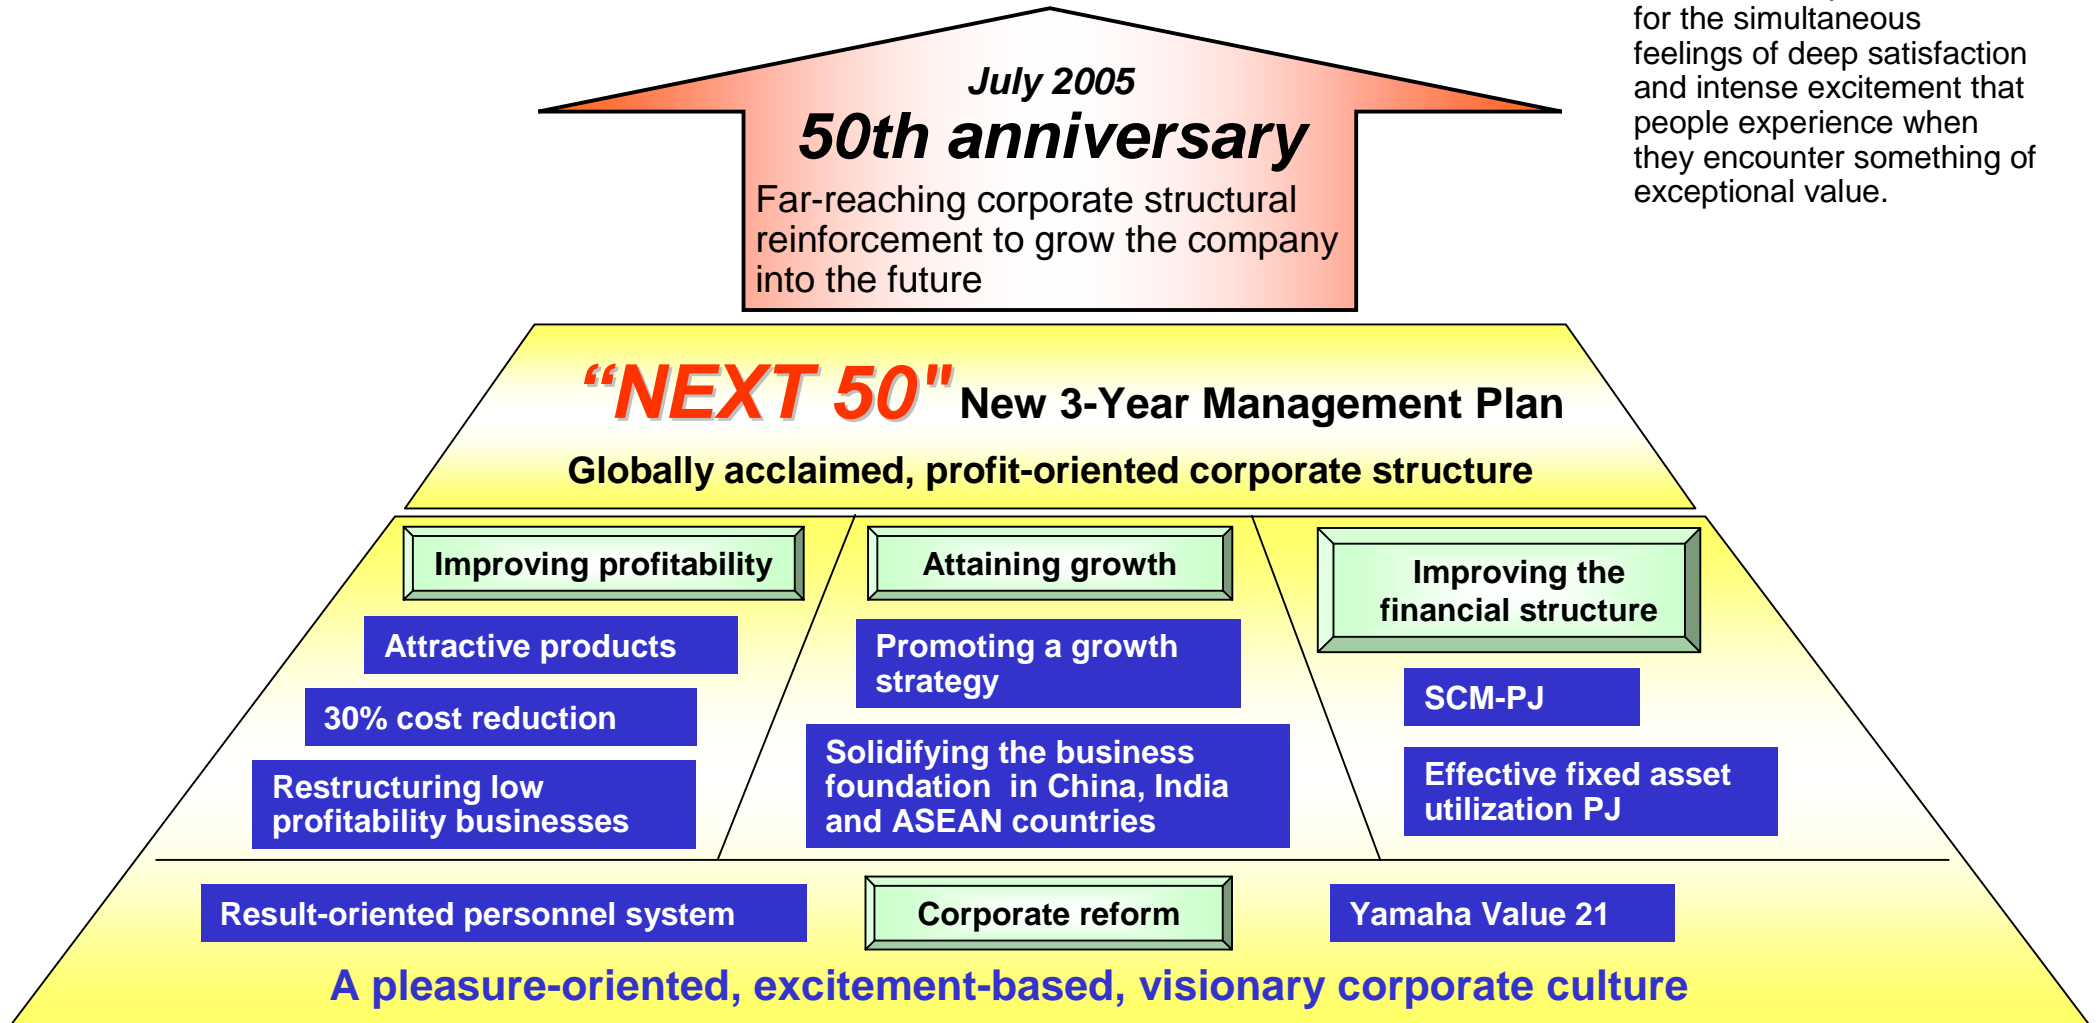 for the simultaneous
feelings of deep satisfaction
and intense excitement that
people experience when
they encounter something of
exceptional value.
July 2005
50th anniversary
Far-reaching corporate structural
reinforcement to grow the company
into the future
“NEXT 50" New 3-Year Management Plan
Globally acclaimed, profit-oriented corporate structure
Improving profitability
Attractive products
30% cost reduction
Restructuring low
profitability businesses
Attaining growth
Promoting a growth
strategy
Solidifying the business
foundation in China, India
and ASEAN countries
Improving the
financial structure
SCM-PJ
Effective fixed asset
utilization PJ
Result-oriented personnel system
Corporate reform
Yamaha Value 21
A pleasure-oriented, excitement-based, visionary corporate culture